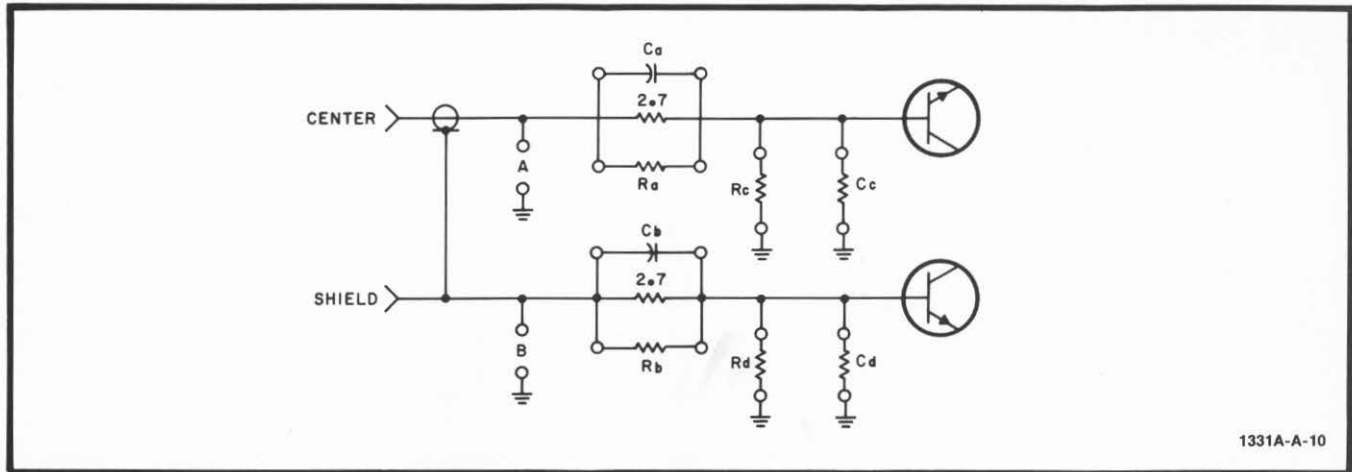 Ca
2.7
CENTER
A
Ra
Rc
Cc
Cb
2.7
SHIELD
B
Rb
Rd
Cd
1331A-A-10